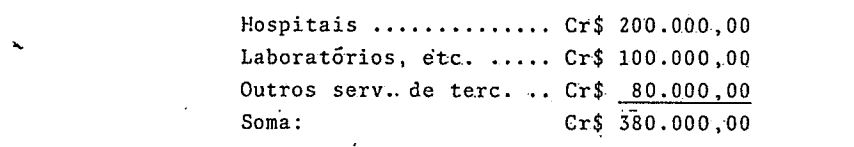 Hospitais .............. Cr$ 200.000,00
Laboratórios, etc. ..... Cr$ 100.000,00
Outros serv. de terc. .. Cr$ 80.000,00
Soma: Cr$ 380.000,00